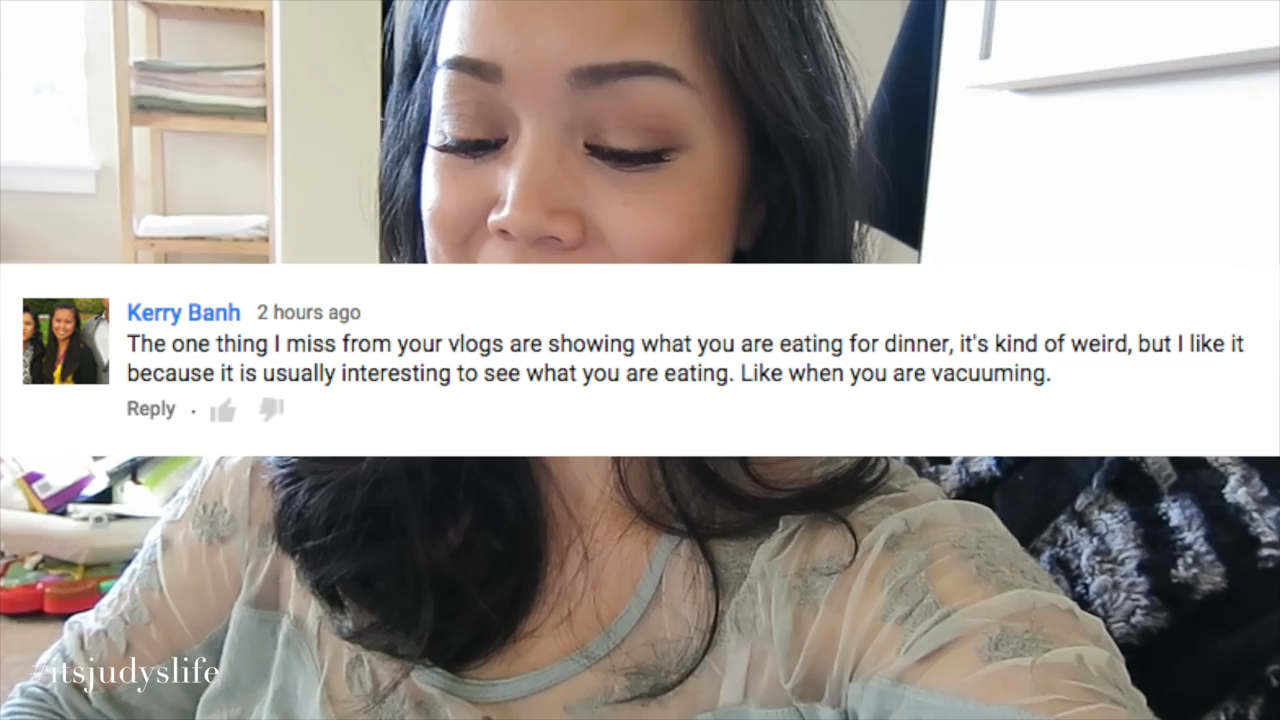 Kerry Banh 2 hours ago
The one thing I miss from your vlogs are showing what you are eating for dinner, it's kind of weird, but I like it
because it is usually interesting to see what you are eating. Like when you are vacuuming.
Reply ·
#itsjudyslife